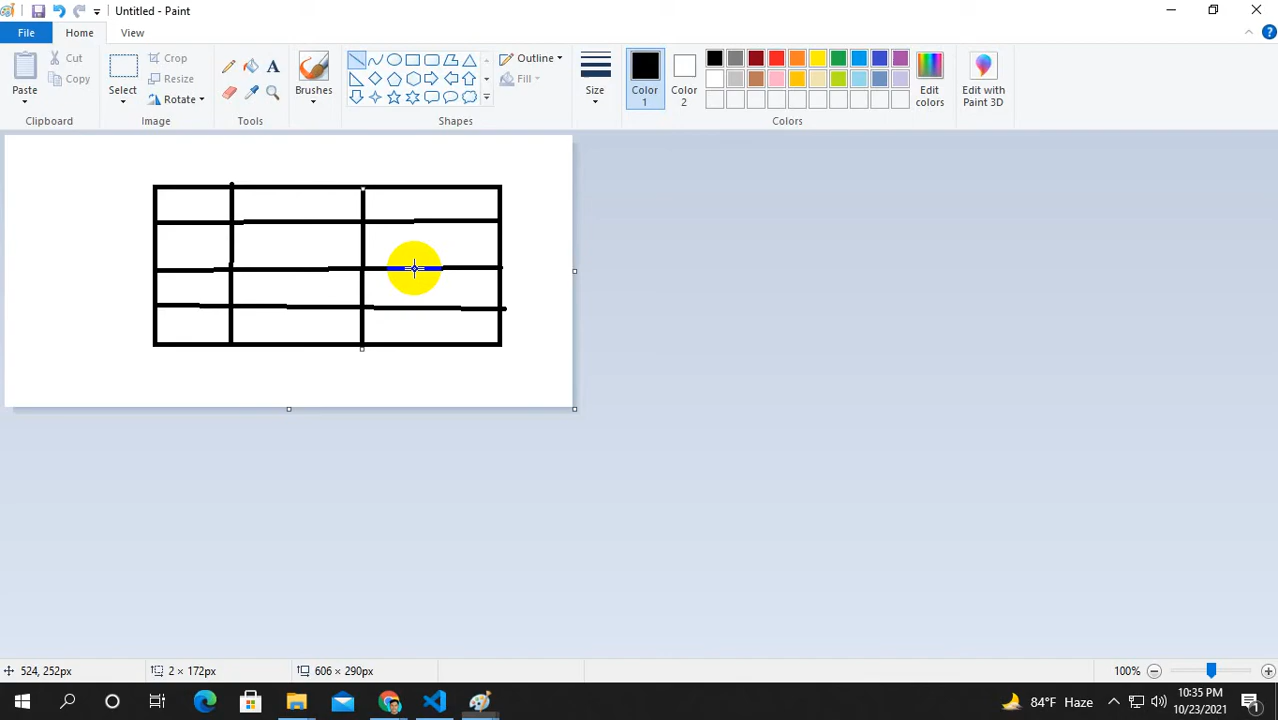 Untitled - Paint
File
Home
View
Paste
Cut
Copy
Clipboard
Select
Crop
Resize
Rotate
Image
A
Tools
Brushes
Outline
Fill
Shapes
Size
Color
1
Color
2
Edit
colors
Colors
Edit with
Paint 3D
524, 252px
2 × 172px
606 × 290px
100%
84°F Haze
10:35 PM
10/23/2021
1